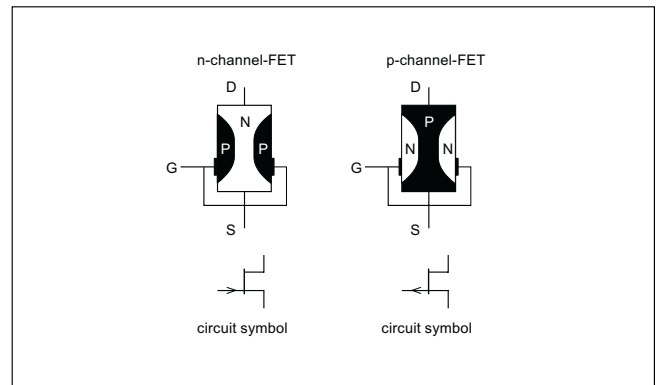 n-channel-FET
D
N
P P
G
S
circuit symbol
p-channel-FET
D
P
N N
G
S
circuit symbol